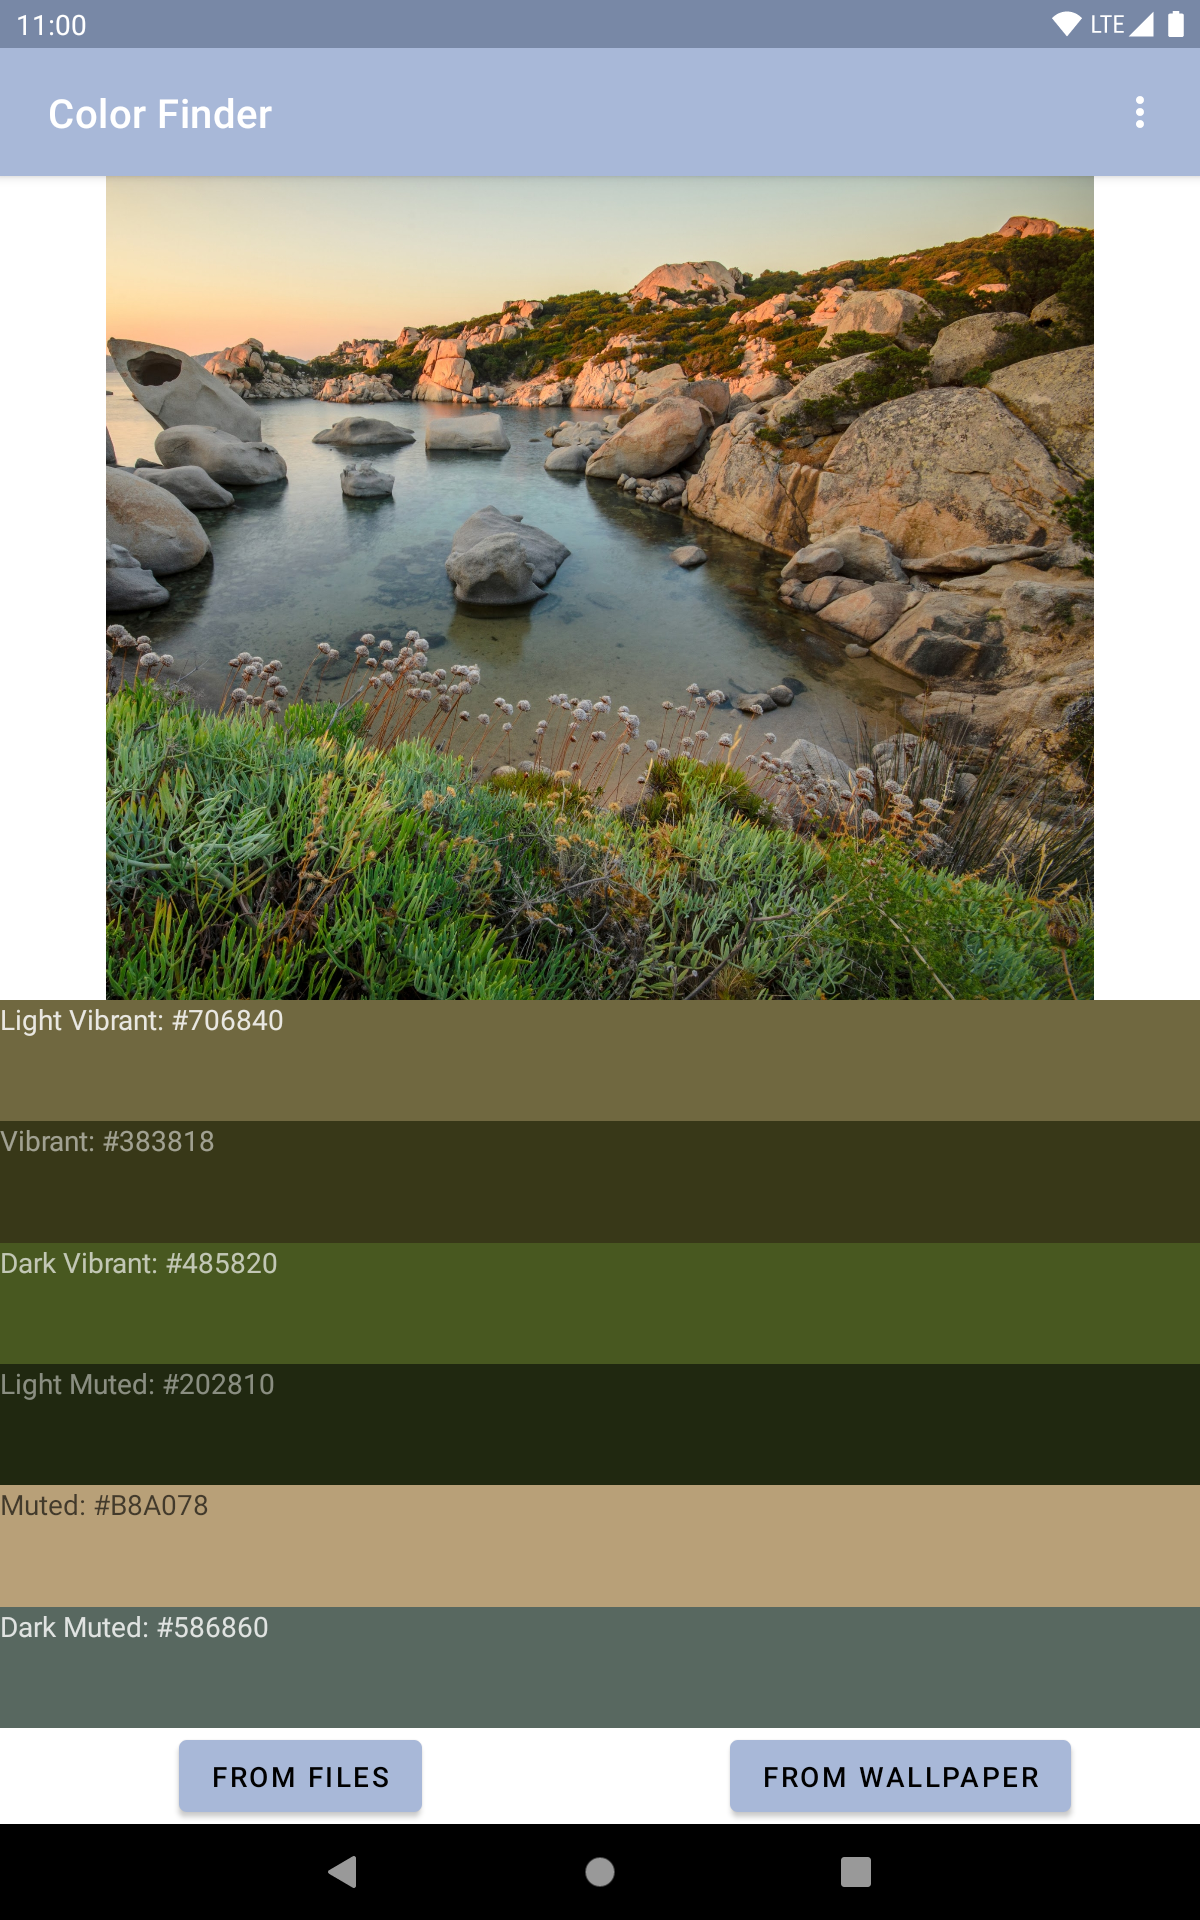 11:00
LTE
Color Finder
Light Vibrant: #706840
Vibrant: #383818
Dark Vibrant: #485820
Light Muted: #202810
Muted: #B8A078
Dark Muted: #586860
FROM FILES
FROM WALLPAPER